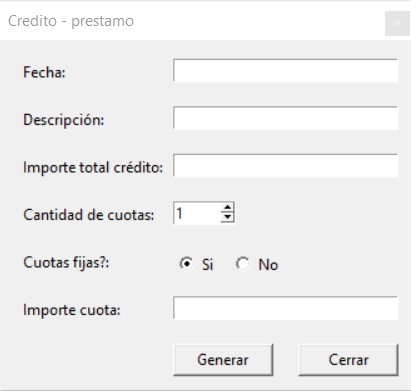 Credito - prestamo
Fecha:
Descripción:
Importe total crédito:
Cantidad de cuotas: 1
Cuotas fijas?: Si No
Importe cuota:
Generar Cerrar